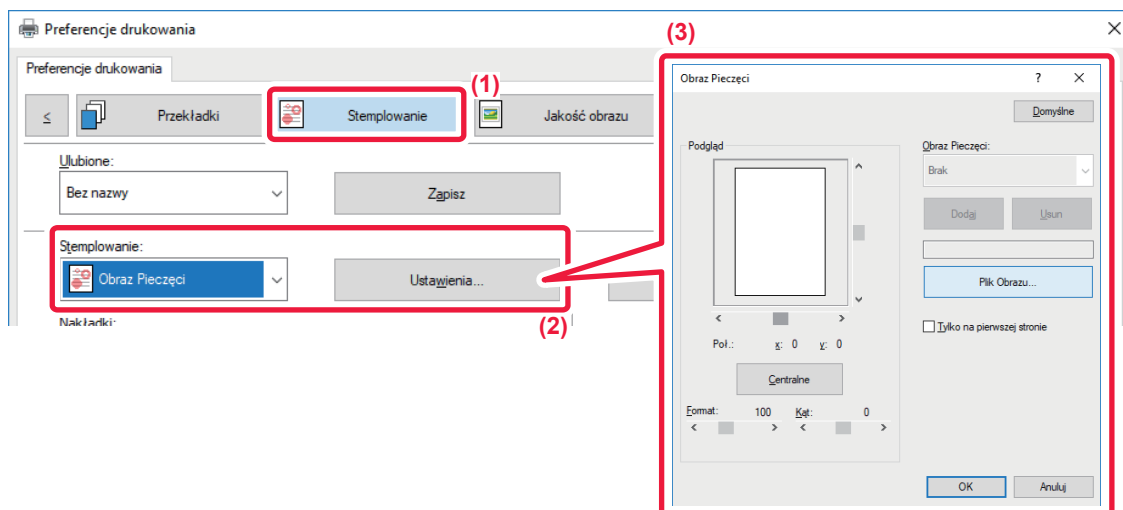 Preferencje drukowania
Preferencje drukowania
(1)
≤ Przekładki Stemplowanie Jakość obrazu
Ulubione:
Bez nazwy Zapisz
Stemplowanie:
Obraz Pieczęci Ustawienia...
(2)
Nakładki:
(3)
Obraz Pieczęci ? ×
Domyślne
Podgląd
Obraz Pieczęci:
Brak
Dodaj Usun
Plik Obrazu...
Tylko na pierwszej stronie
Poł.: x: 0 y: 0
Centralne
Format: 100 Kąt: 0
OK Anuluj